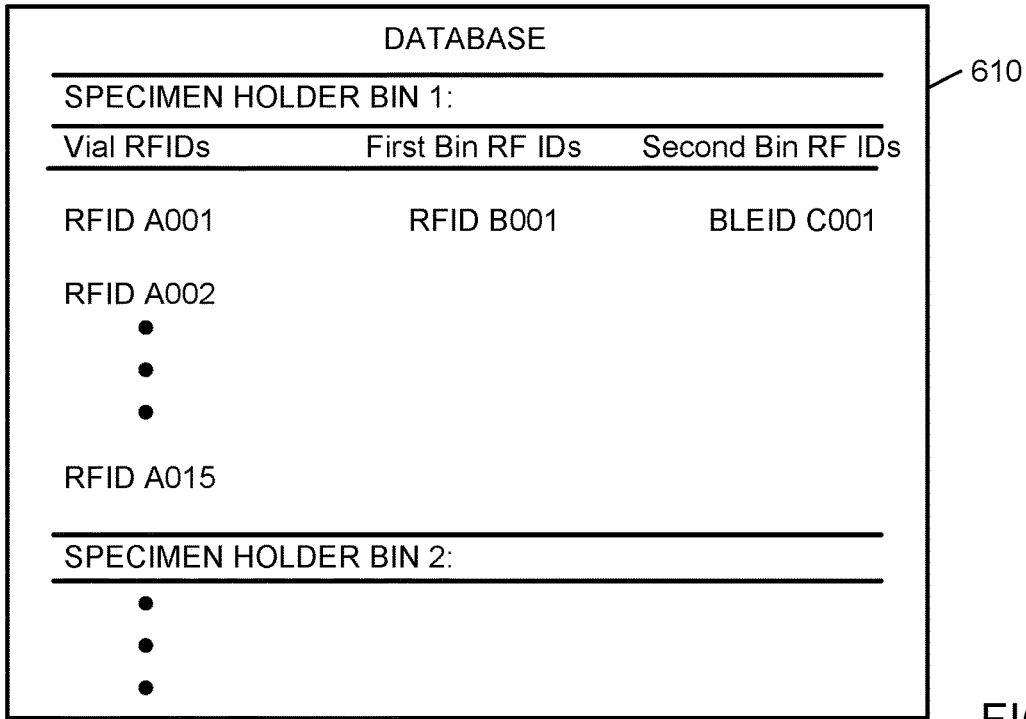 DATABASE
610
SPECIMEN HOLDER BIN 1:
Vial RFIDs First Bin RF IDs Second Bin RF IDs
RFID A001 RFID B001 BLEID C001
RFID A002
RFID A015
SPECIMEN HOLDER BIN 2: